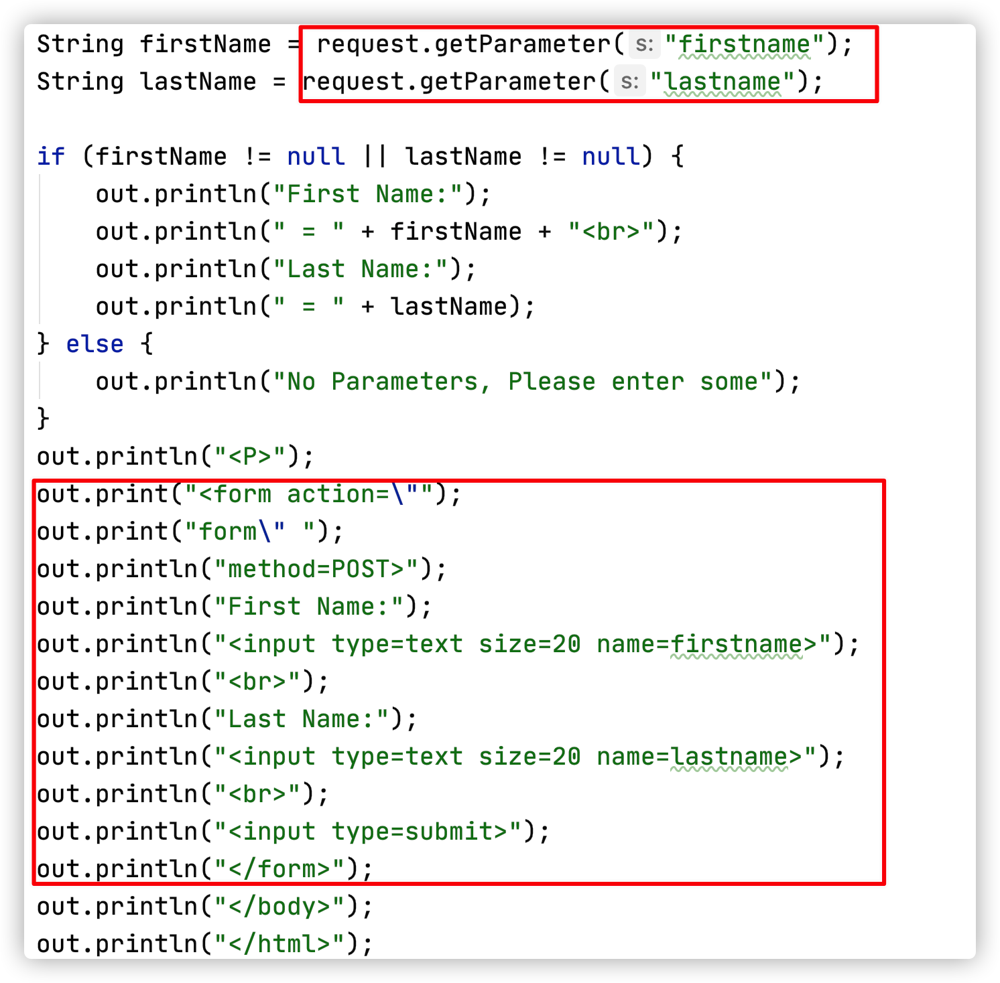 String firstName = request.getParameter( s: "firstname");
String lastName = request.getParameter( s: "lastname");
if (firstName != null || lastName != null) {
    out.println("First Name:");
    out.println(" = " + firstName + "<br>");
    out.println("Last Name:");
    out.println(" = " + lastName);
} else {
    out.println("No Parameters, Please enter some");
}
out.println("<P>");
out.print("<form action=\"");
out.print("form\" ");
out.println("method=POST>");
out.println("First Name:");
out.println("<input type=text size=20 name=firstname>");
out.println("<br>");
out.println("Last Name:");
out.println("<input type=text size=20 name=lastname>");
out.println("<br>");
out.println("<input type=submit>");
out.println("</form>");
out.println("</body>");
out.println("</html>");